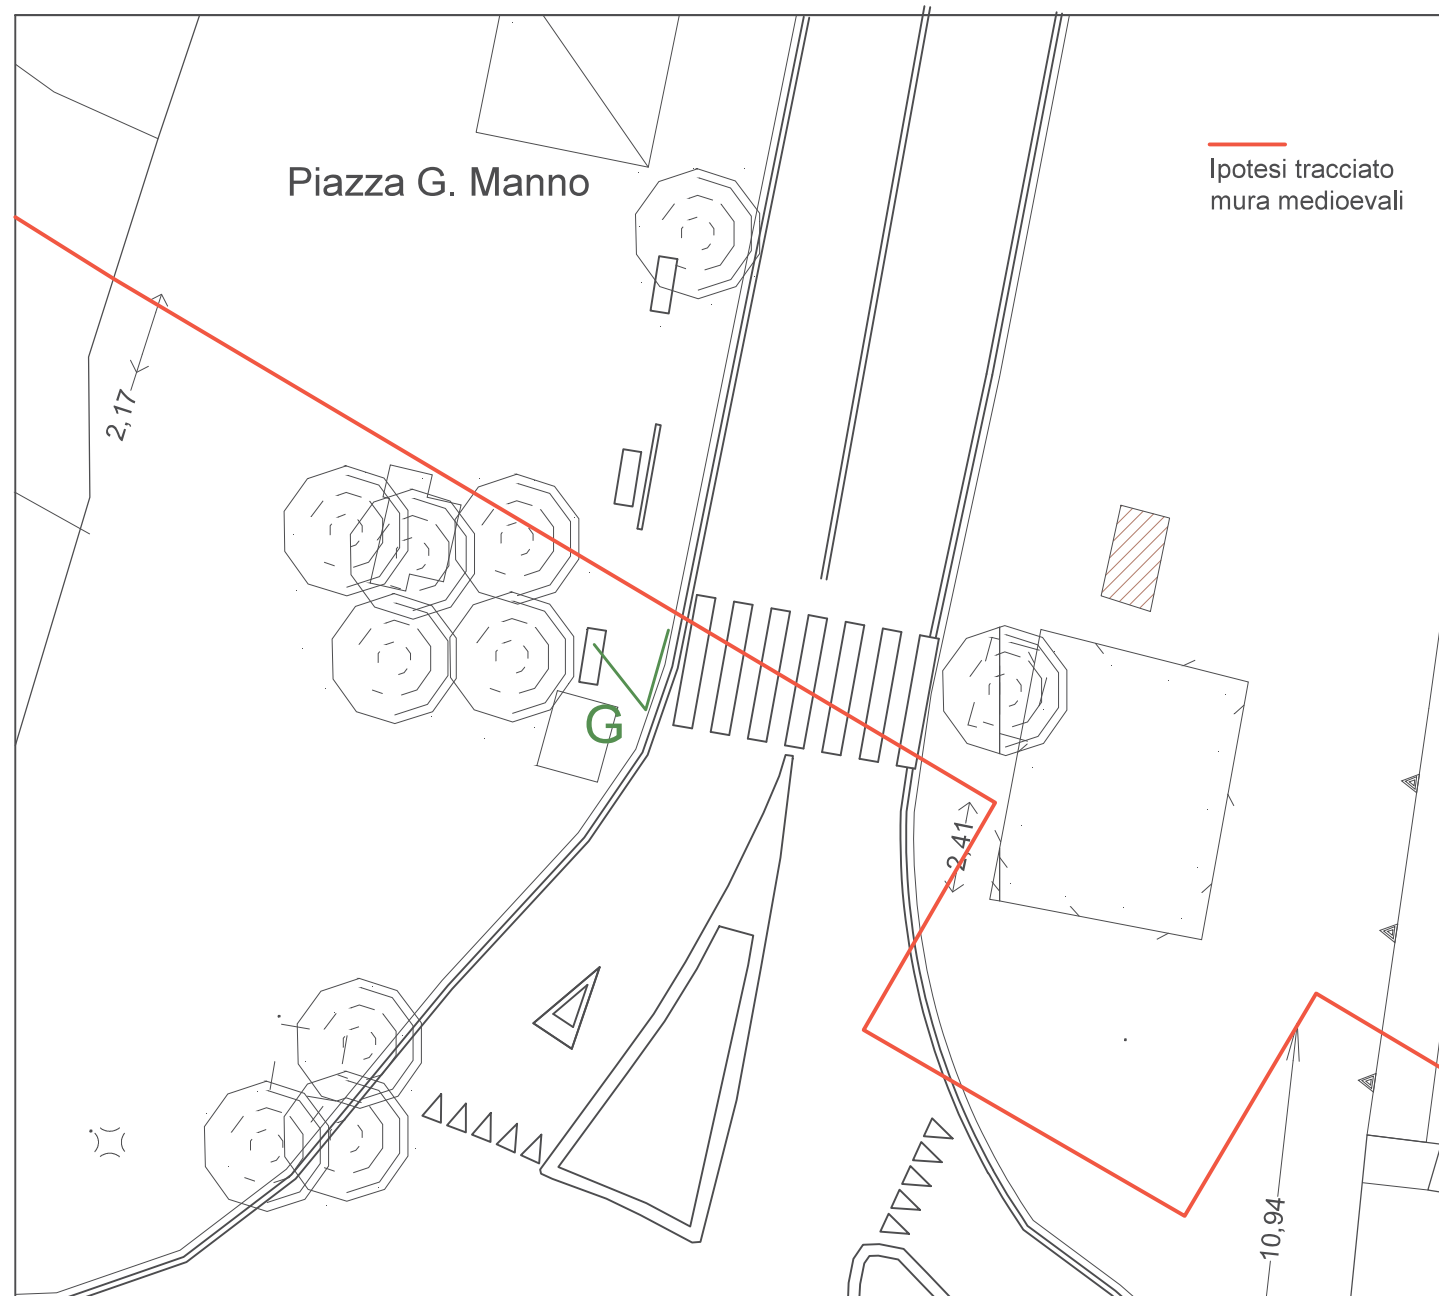 Piazza G. Manno
Ipotesi tracciato
mura medioevali
2,17
G
2,41
10,94